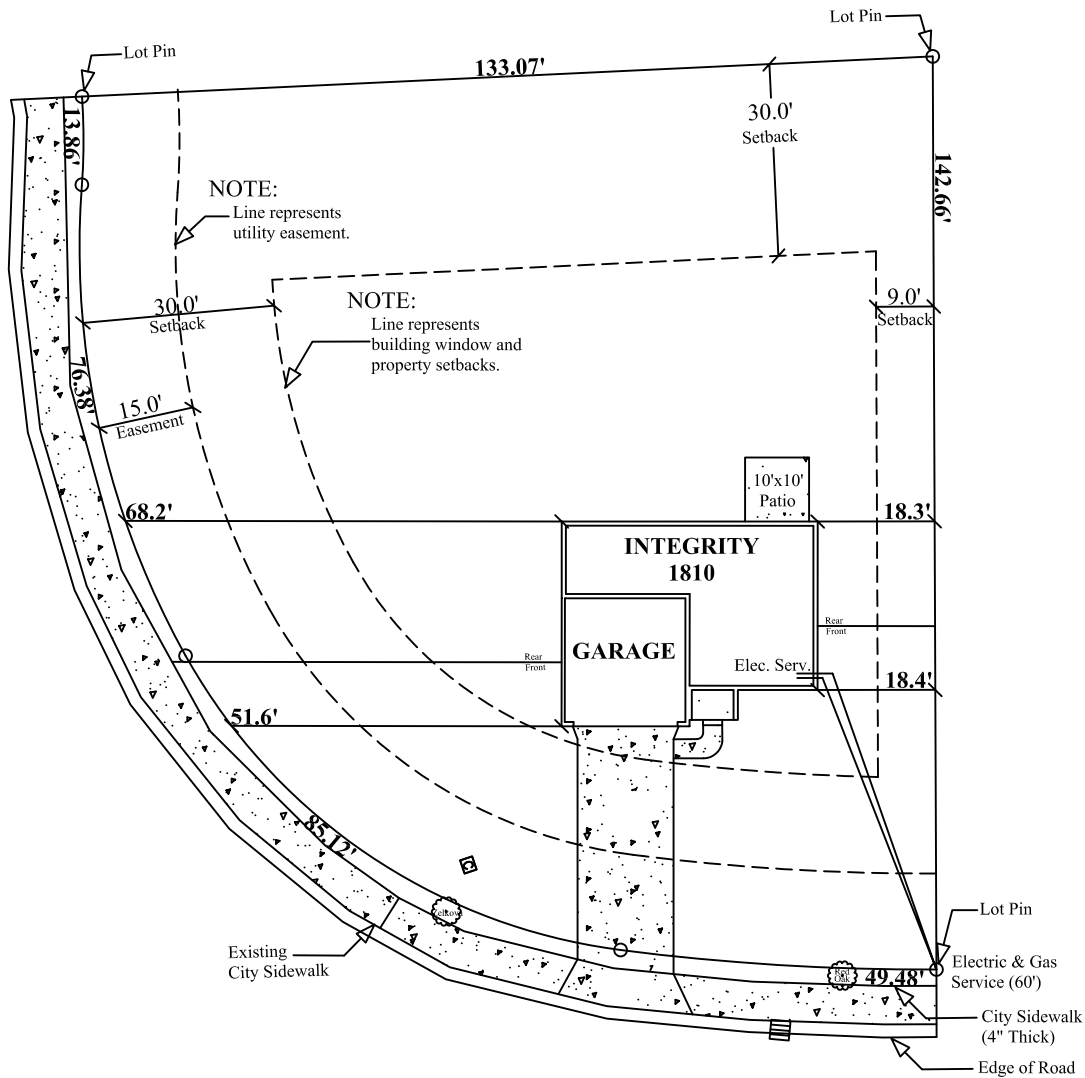 Lot Pin
Lot Pin
133.07'
13.86'
30.0'
Setback
142.66'
NOTE:
Line represents
utility easement.
30.0'
Setback
NOTE:
Line represents
building window and
property setbacks.
9.0'
Setback
76.38'
15.0'
Easement
10'x10'
Patio
68.2'
18.3'
INTEGRITY
1810
Rear
Front
GARAGE
Rear
Front
Elec. Serv.
18.4'
51.6'
85.12'
C
Zelkova
Lot Pin
Existing
City Sidewalk
Red
Oak
49.48'
Electric & Gas
Service (60')
City Sidewalk
(4" Thick)
Edge of Road